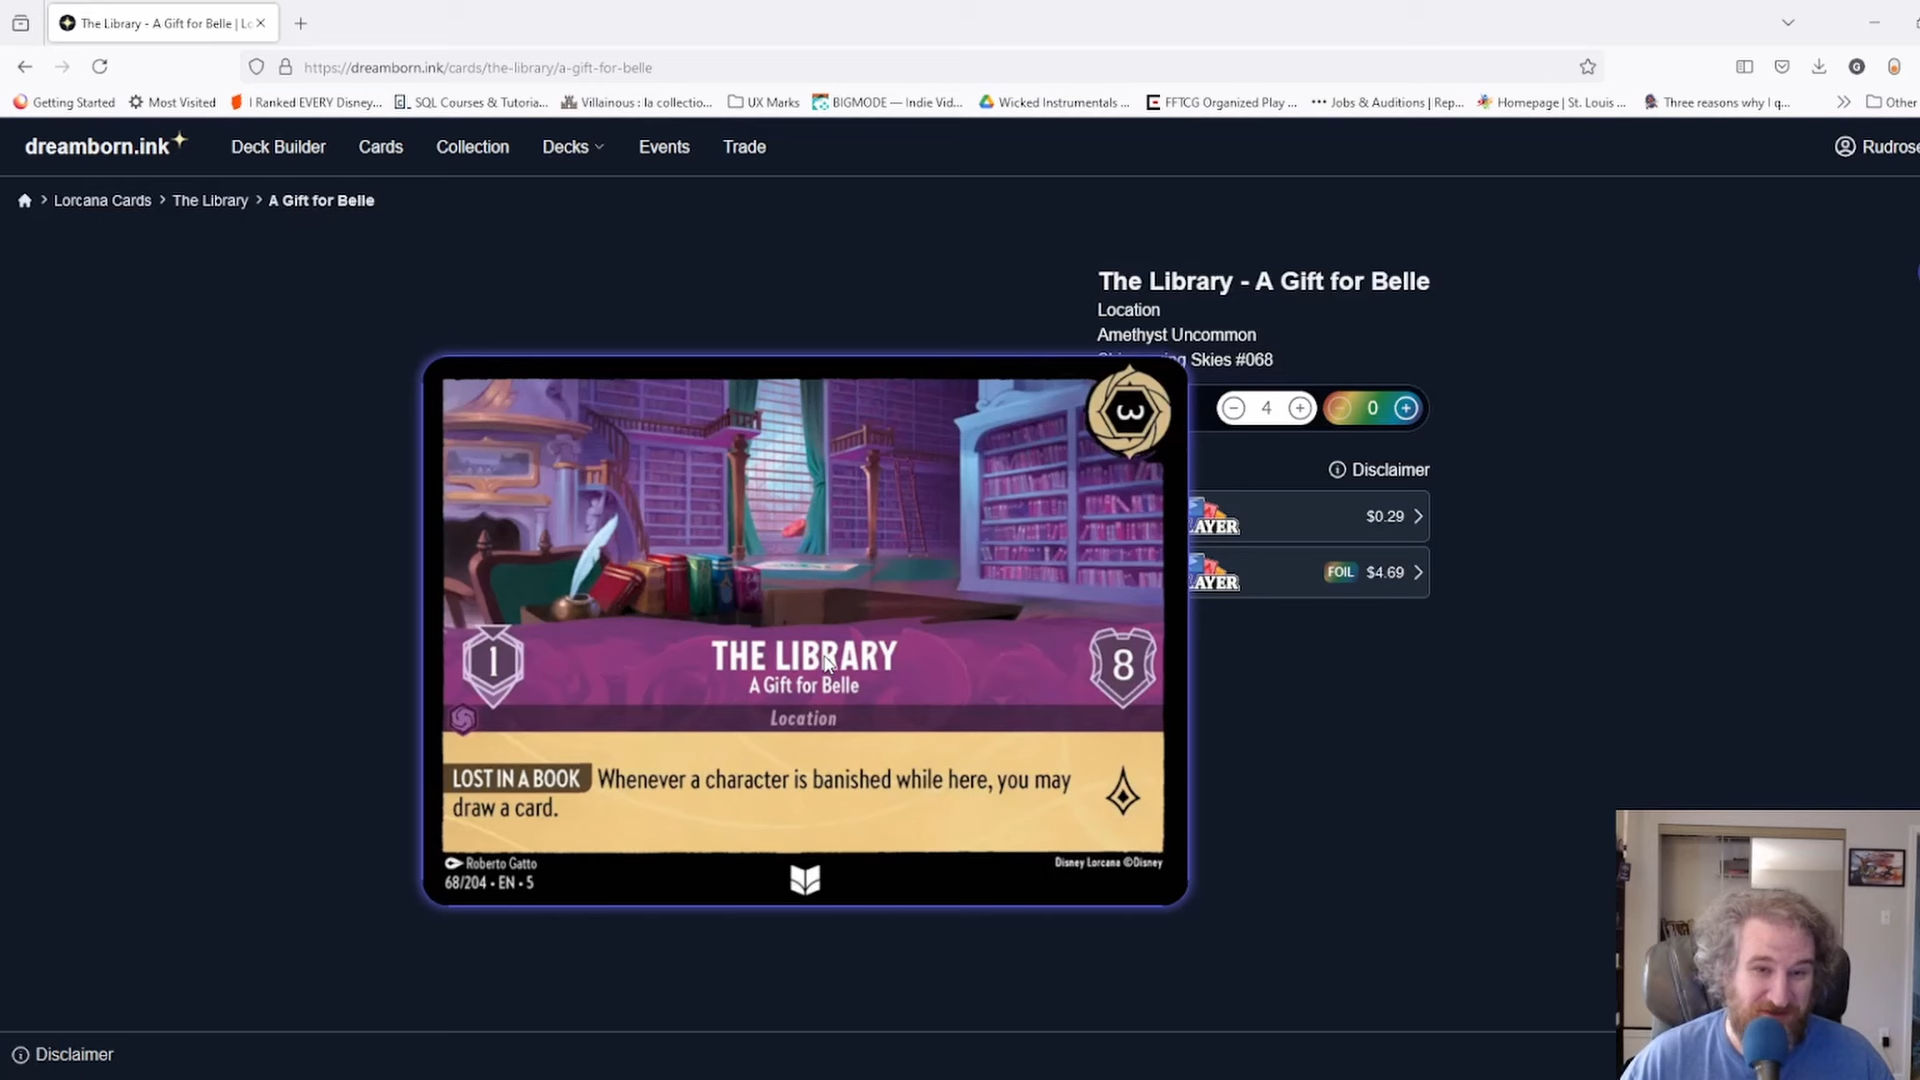 The Library - A Gift for Belle | Lo
https://dreamborn.ink/cards/the-library/a-gift-for-belle
Getting Started
Most Visited
I Ranked EVERY Disney...
SQL Courses & Tutoria...
Villainous : la collectio...
UX Marks
BIGMODE — Indie Vid...
Wicked Instrumentals ...
FFTCG Organized Play ...
Jobs & Auditions | Rep...
Homepage | St. Louis ...
Three reasons why I q...
Other
dreamborn.ink
Deck Builder
Cards
Collection
Decks
Events
Trade
Rudrose
Lorcana Cards > The Library > A Gift for Belle
The Library - A Gift for Belle
Location
Amethyst Uncommon
Skies #068
4
0
Disclaimer
AYER
$0.29
AYER
FOIL $4.69
3
1
THE LIBRARY
8
A Gift for Belle
Location
LOST IN A BOOK Whenever a character is banished while here, you may
draw a card.
Roberto Gatto
Disney Lorcana ©Disney
68/204 • EN • 5
Disclaimer